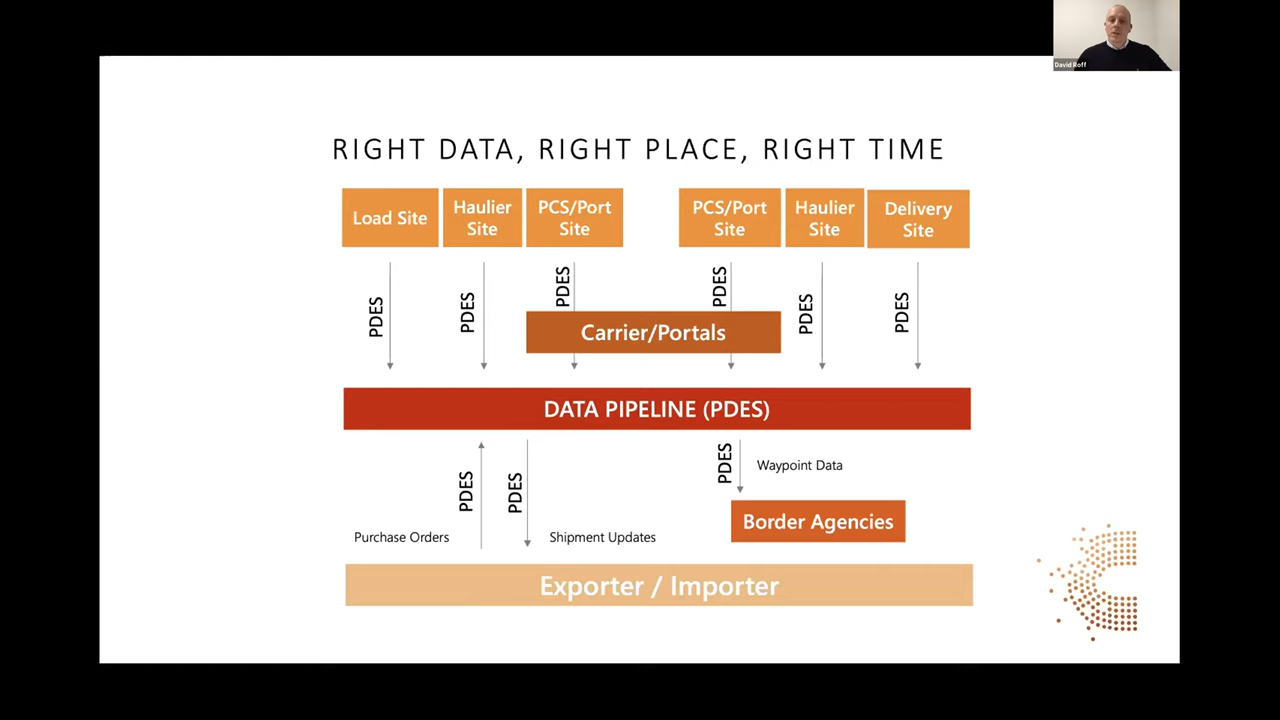 David Roff
RIGHT DATA, RIGHT PLACE, RIGHT TIME
Load Site
Haulier
Site
PCS/Port
Site
PCS/Port
Site
Haulier
Site
Delivery
Site
PDES
PDES
PDES
PDES
PDES
PDES
Carrier/Portals
DATA PIPELINE (PDES)
PDES
PDES
PDES
Waypoint Data
Border Agencies
Purchase Orders
Shipment Updates
Exporter / Importer